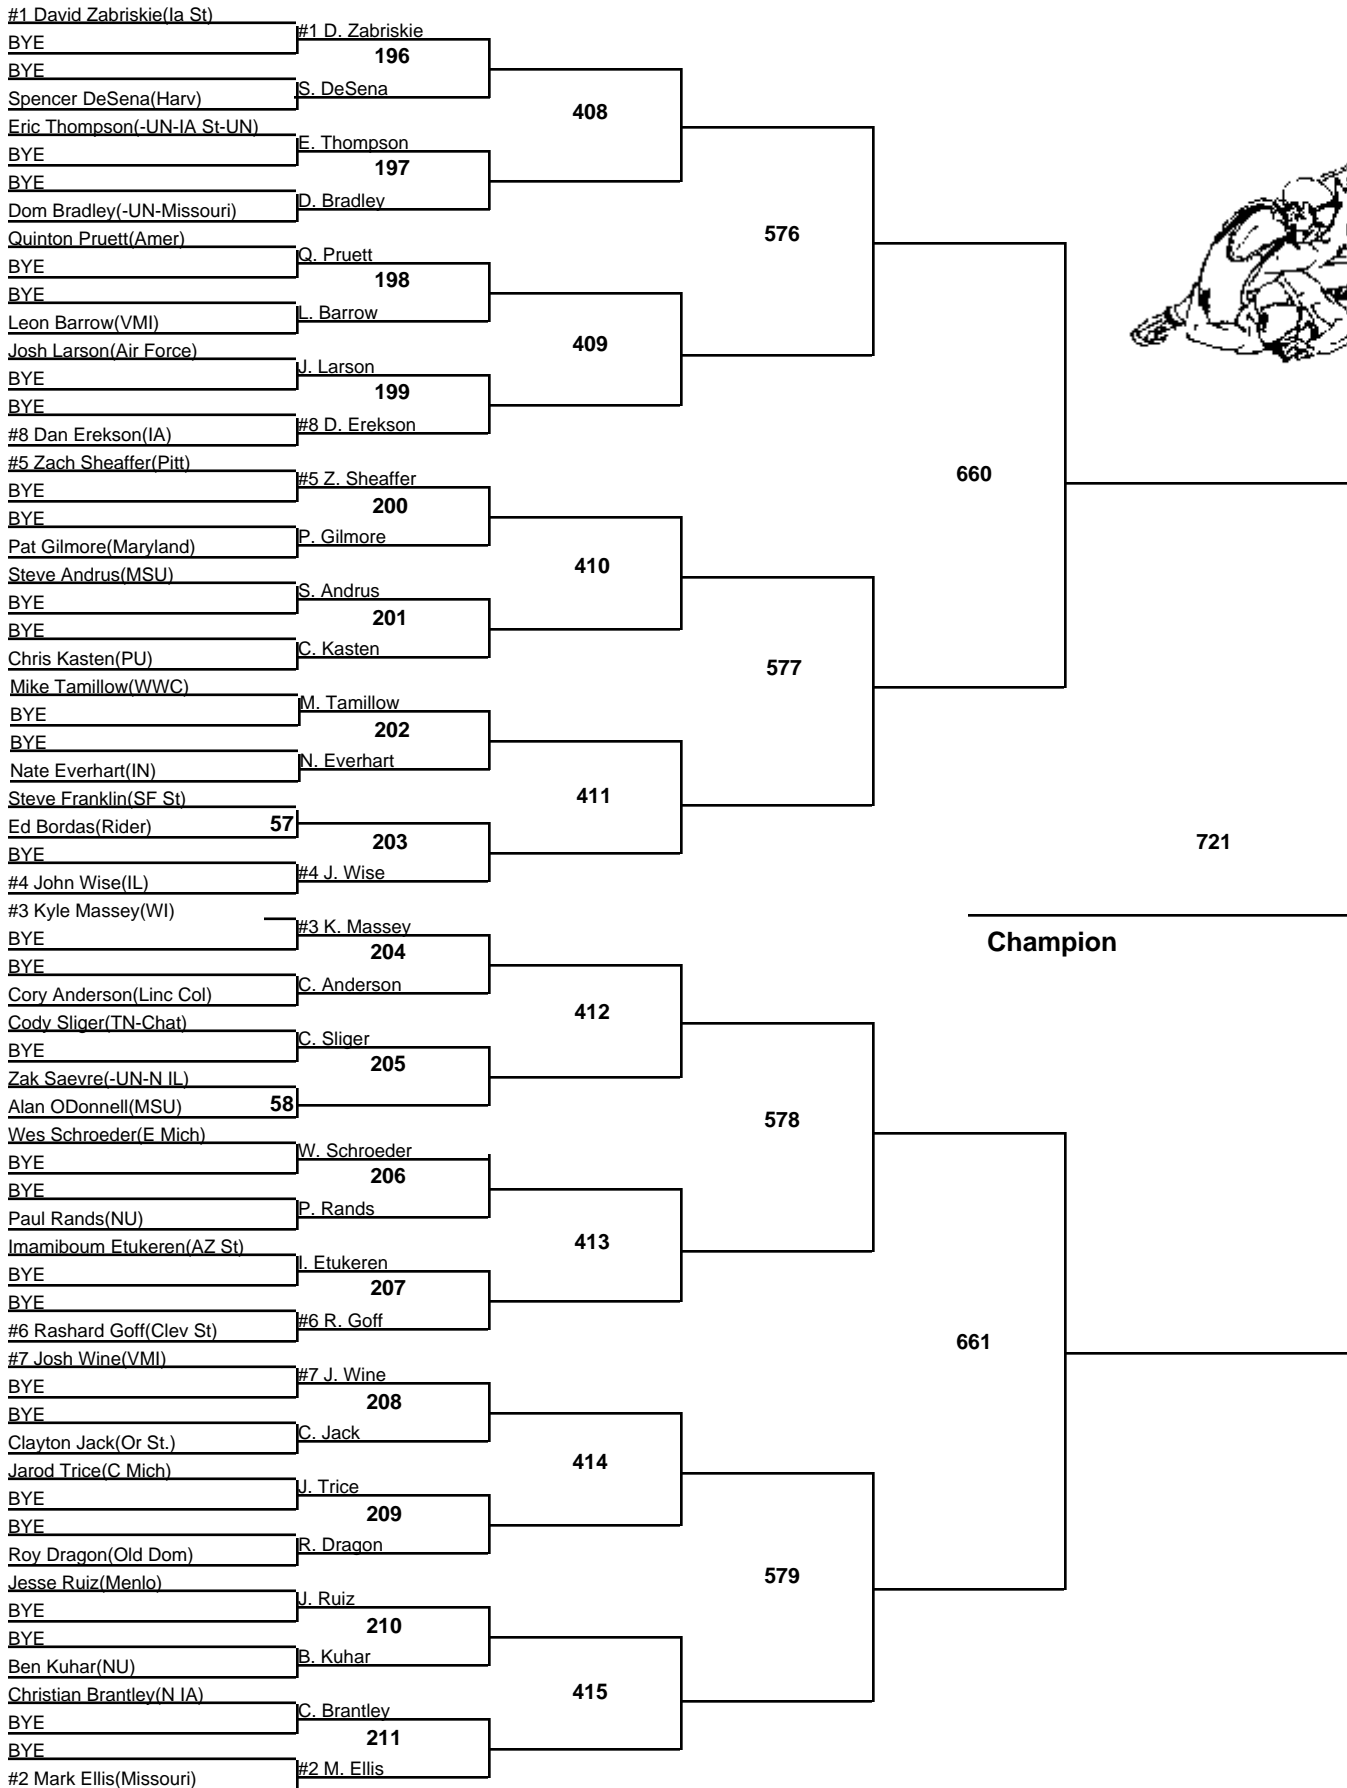 #1 David Zabriskie(Ia St)
BYE
BYE
Spencer DeSena(Harv)
Eric Thompson(-UN-IA St-UN)
BYE
BYE
Dom Bradley(-UN-Missouri)
Quinton Pruett(Amer)
BYE
BYE
Leon Barrow(VMI)
Josh Larson(Air Force)
BYE
BYE
#8 Dan Erekson(IA)
#5 Zach Sheaffer(Pitt)
BYE
BYE
Pat Gilmore(Maryland)
Steve Andrus(MSU)
BYE
BYE
Chris Kasten(PU)
Mike Tamillow(WWC)
BYE
BYE
Nate Everhart(IN)
Steve Franklin(SF St)
Ed Bordas(Rider) 57
BYE
#4 John Wise(IL)
#3 Kyle Massey(WI)
BYE
BYE
Cory Anderson(Linc Col)
Cody Sliger(TN-Chat)
BYE
Zak Saevre(-UN-N IL)
Alan ODonnell(MSU) 58
Wes Schroeder(E Mich)
BYE
BYE
Paul Rands(NU)
Imamiboum Etukeren(AZ St)
BYE
BYE
#6 Rashard Goff(Clev St)
#7 Josh Wine(VMI)
BYE
BYE
Clayton Jack(Or St.)
Jarod Trice(C Mich)
BYE
BYE
Roy Dragon(Old Dom)
Jesse Ruiz(Menlo)
BYE
BYE
Ben Kuhar(NU)
Christian Brantley(N IA)
BYE
BYE
#2 Mark Ellis(Missouri)
#1 D. Zabriskie
196
S. DeSena
E. Thompson
197
D. Bradley
Q. Pruett
198
L. Barrow
J. Larson
199
#8 D. Erekson
#5 Z. Sheaffer
200
P. Gilmore
S. Andrus
201
C. Kasten
M. Tamillow
202
N. Everhart
203
#4 J. Wise
#3 K. Massey
204
C. Anderson
C. Sliger
205
W. Schroeder
206
P. Rands
I. Etukeren
207
#6 R. Goff
#7 J. Wine
208
C. Jack
J. Trice
209
R. Dragon
J. Ruiz
210
B. Kuhar
C. Brantley
211
#2 M. Ellis
408
409
410
411
412
413
414
415
576
577
578
579
660
661
721
Champion